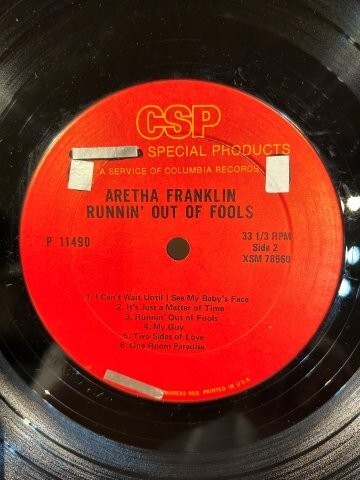 CSP
SPECIAL PRODUCTS
A SERVICE OF COLUMBIA RECORDS
ARETHA FRANKLIN
RUNNIN' OUT OF FOOLS
P 11490
33 1/3 RPM
Side 2
XSM 78960
1. I Can't Wait Until I See My Baby's Face
2. It's Just a Matter of Time
3. Runnin' Out of Fools
4. My Guy
5. Two Sides of Love
6. One Room Paradise
REG. PRINTED IN U.S.A.